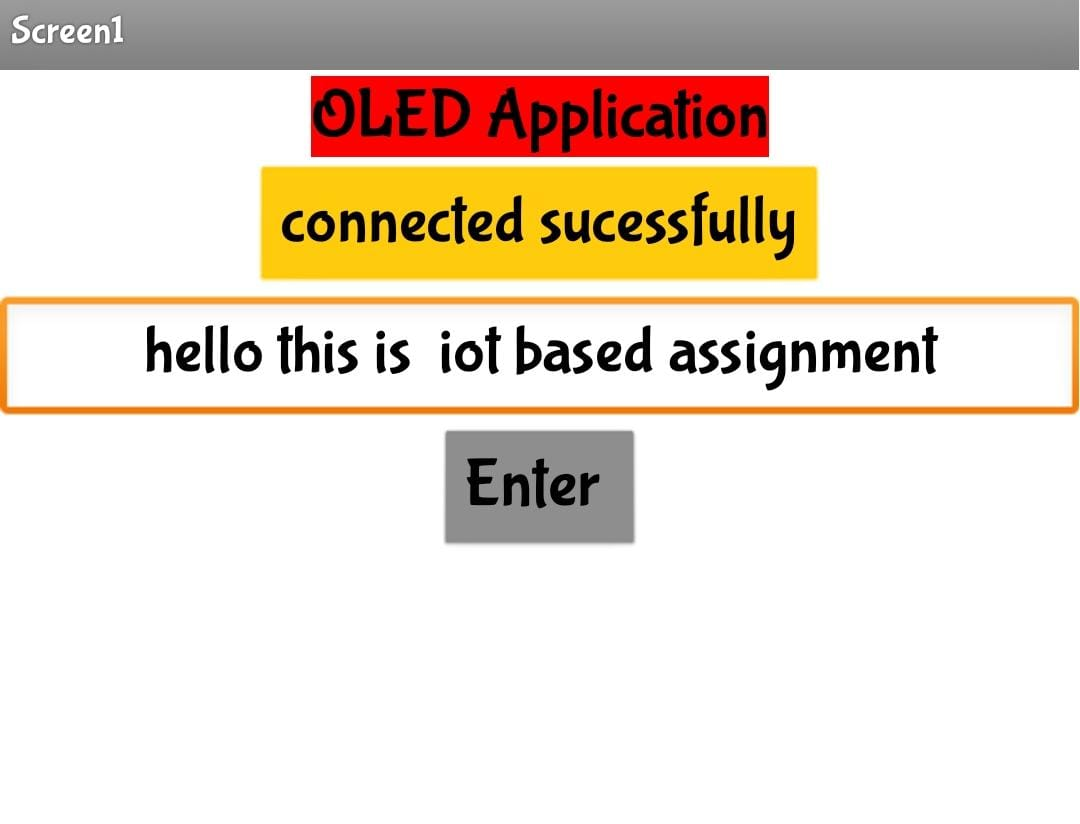 Screen1
OLED Application
connected sucessfully
hello this is  iot based assignment
Enter